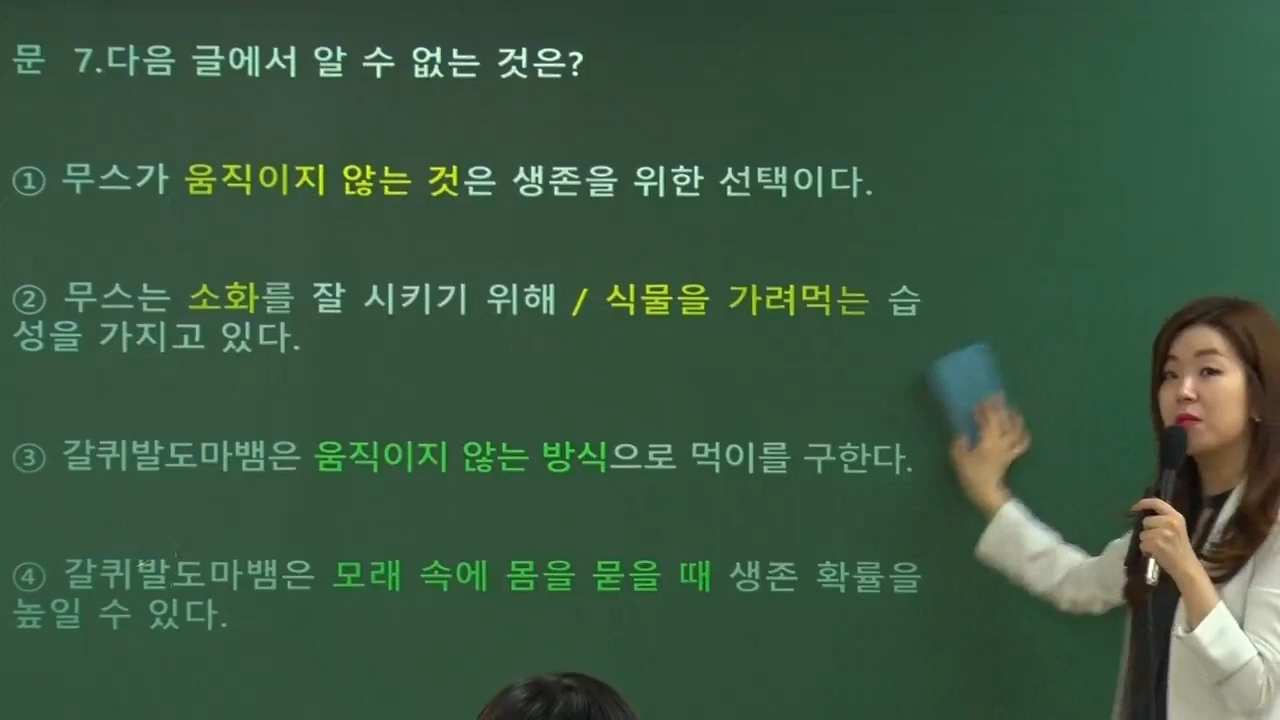 문 7.다음 글에서 알 수 없는 것은?
① 무스가 움직이지 않는 것은 생존을 위한 선택이다.
② 무스는 소화를 잘 시키기 위해 / 식물을 가려먹는 습
성을 가지고 있다.
③ 갈퀴발도마뱀은 움직이지 않는 방식으로 먹이를 구한다.
④ 갈퀴발도마뱀은 모래 속에 몸을 묻을 때 생존 확률을
높일 수 있다.